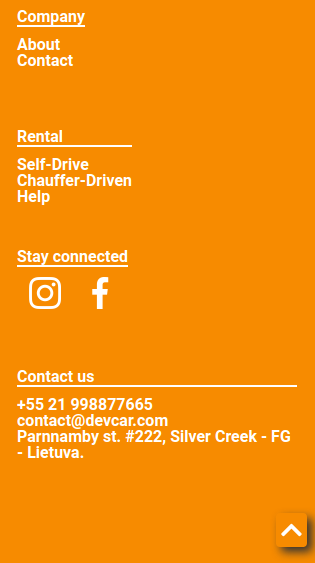 Company
About
Contact
Rental
Self-Drive
Chauffer-Driven
Help
Stay connected
Contact us
+55 21 998877665
contact@devcar.com
Parnnamby st. #222, Silver Creek - FG
- Lietuva.